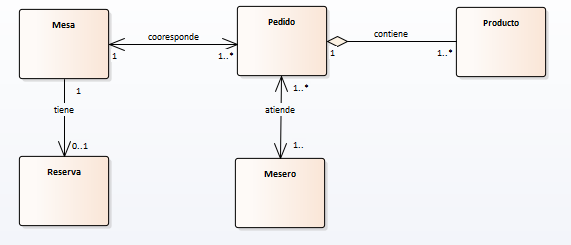 Mesa
Pedido
Producto
cooresponde
contiene
1
1..*
1
1..*
1
1..*
tiene
atiende
0..1
1..
Reserva
Mesero